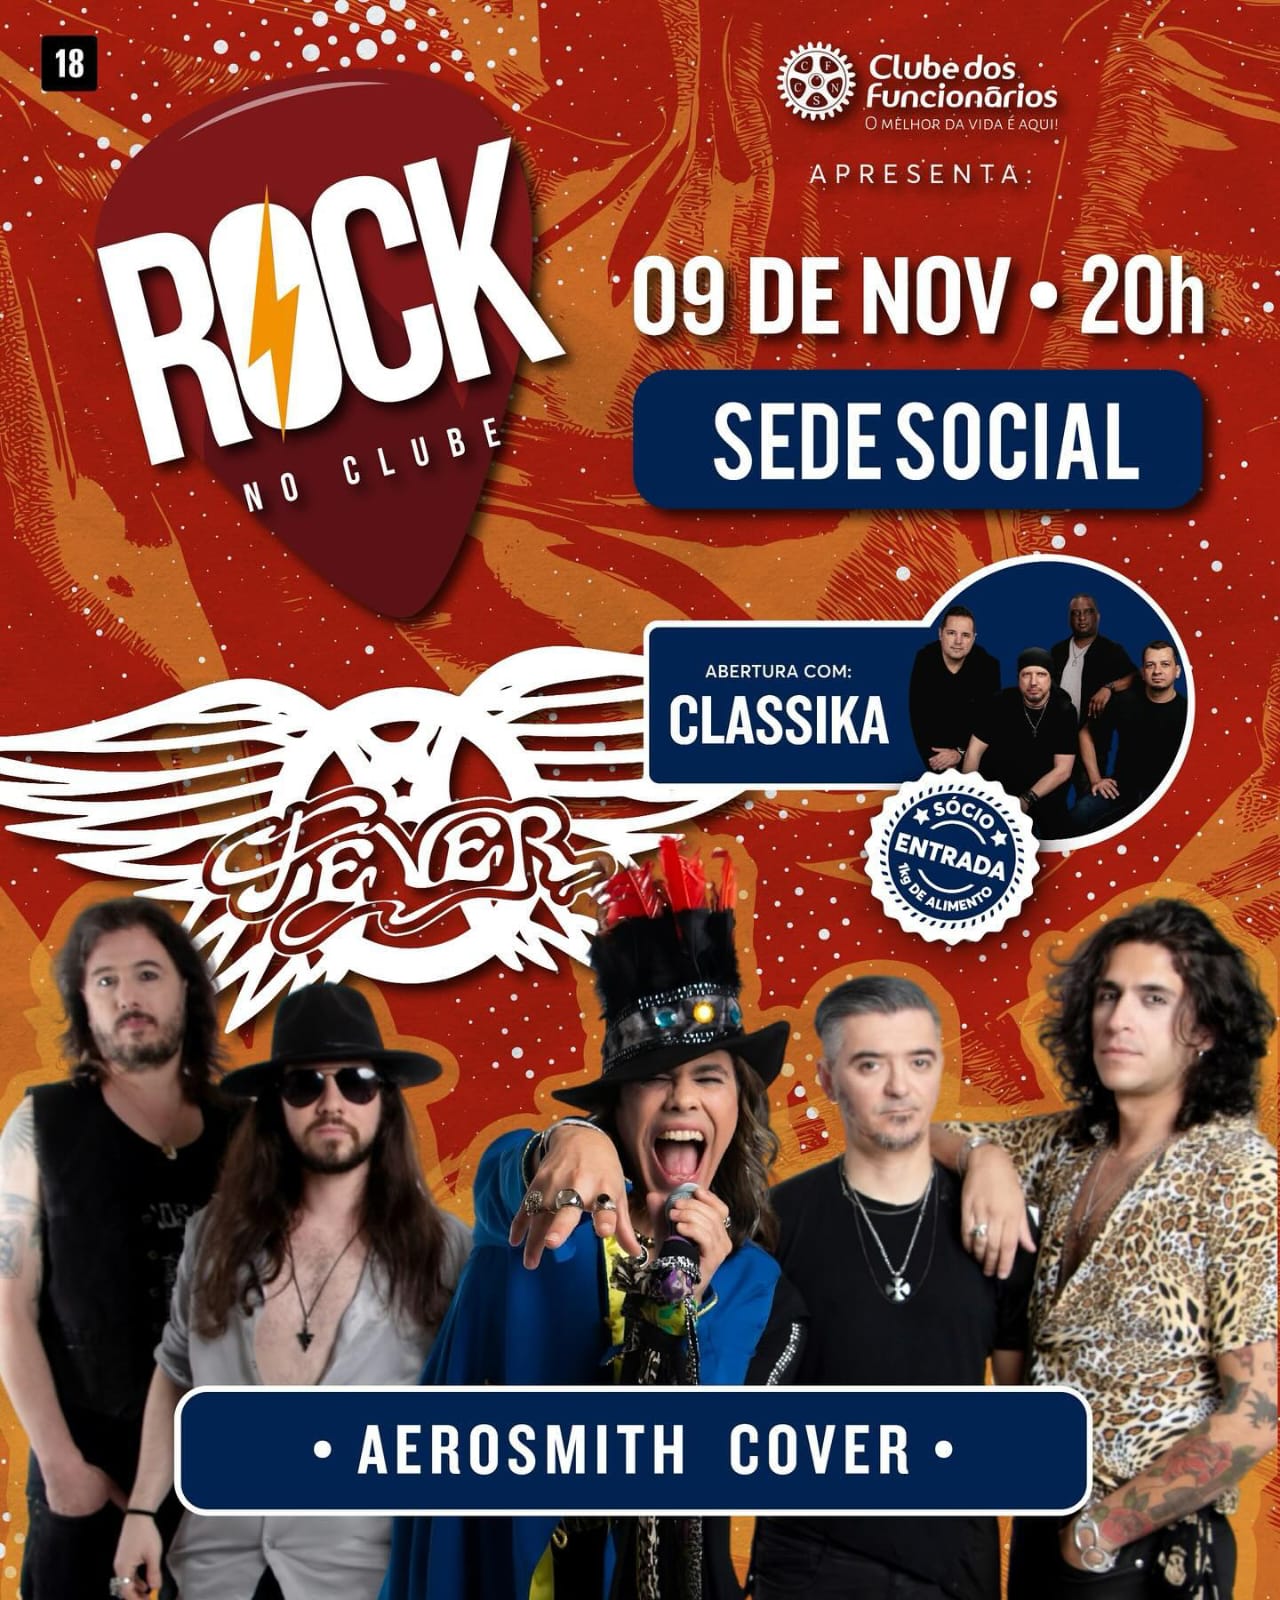 18
Clube dos
Funcionários
O MELHOR DA VIDA É AQUI!
APRESENTA:
ROCK
NO CLUBE
09 DE NOV • 20h
SEDE SOCIAL
ABERTURA COM:
CLASSIKA
FEVER
SÓCIO
ENTRADA
1kg DE ALIMENTO
• AEROSMITH COVER •